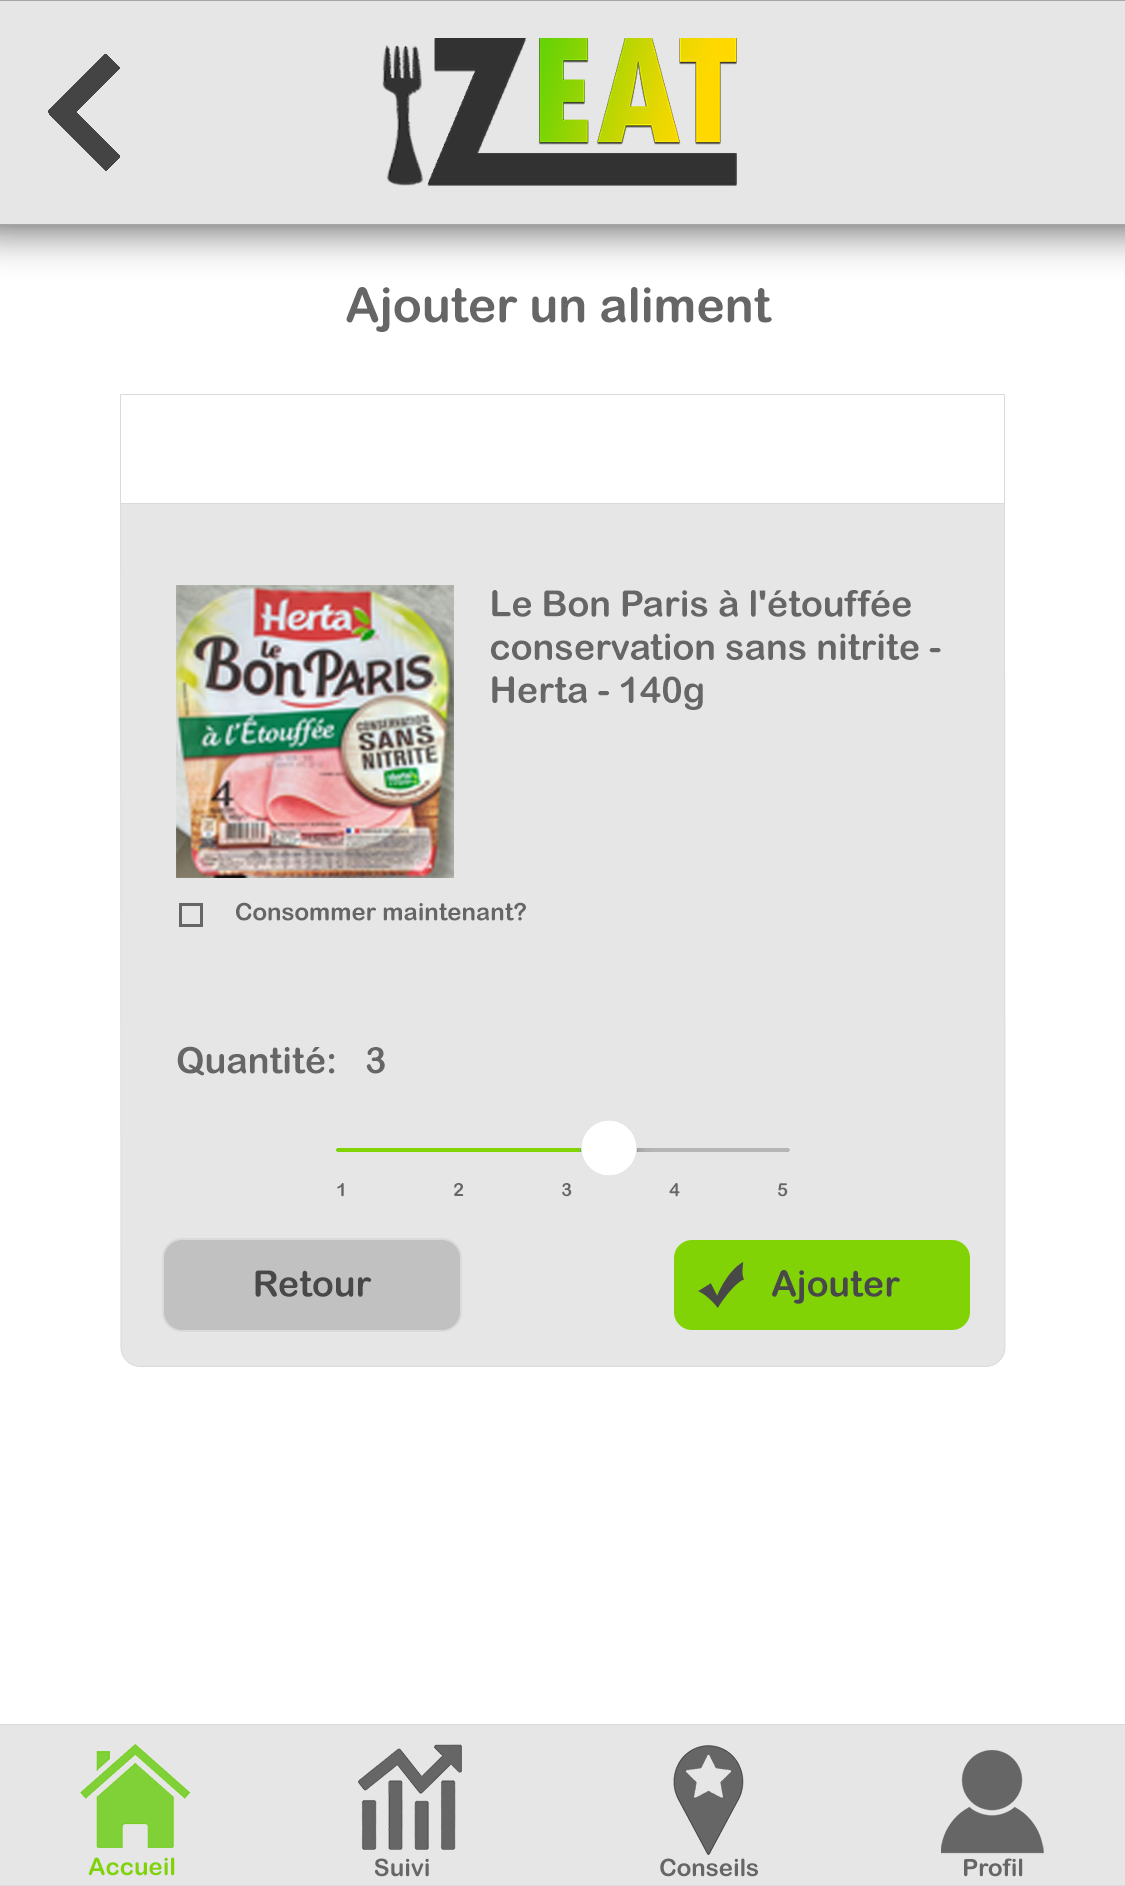 ZEAT
Ajouter un aliment
Herta
le
Bon PARIS
à l'Étouffée
CONSERVATION
SANS
NITRITE
Herta
4
Le Bon Paris à l'étouffée
conservation sans nitrite -
Herta - 140g
Consommer maintenant?
Quantité: 3
1 2 3 4 5
Retour
Ajouter
Accueil
Suivi
Conseils
Profil